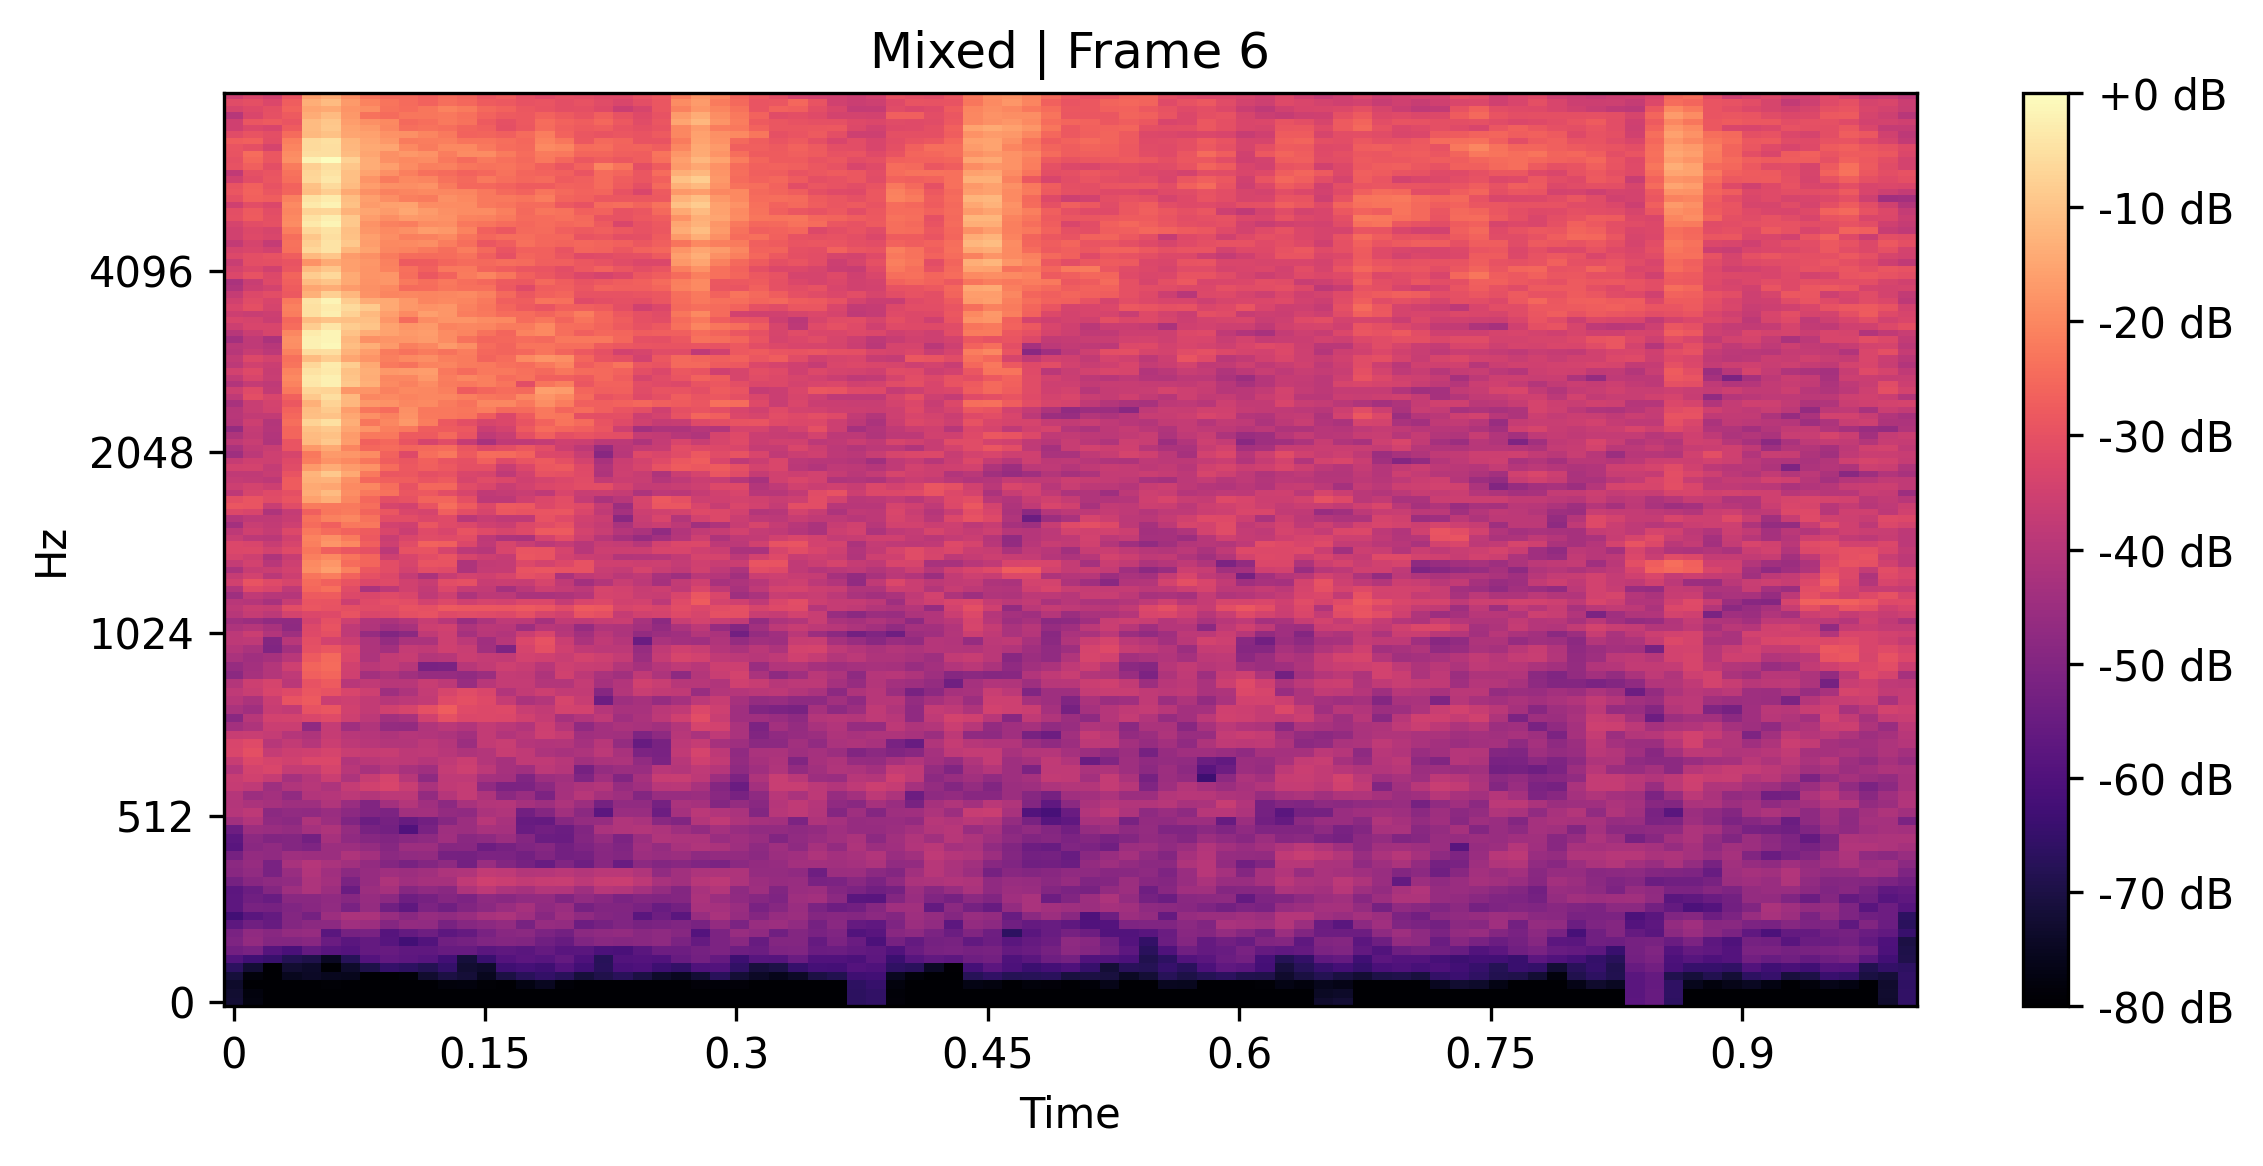 Mixed | Frame 6
Hz
4096
2048
1024
512
0
0 0.15 0.3 0.45 0.6 0.75 0.9
Time
+0 dB
-10 dB
-20 dB
-30 dB
-40 dB
-50 dB
-60 dB
-70 dB
-80 dB